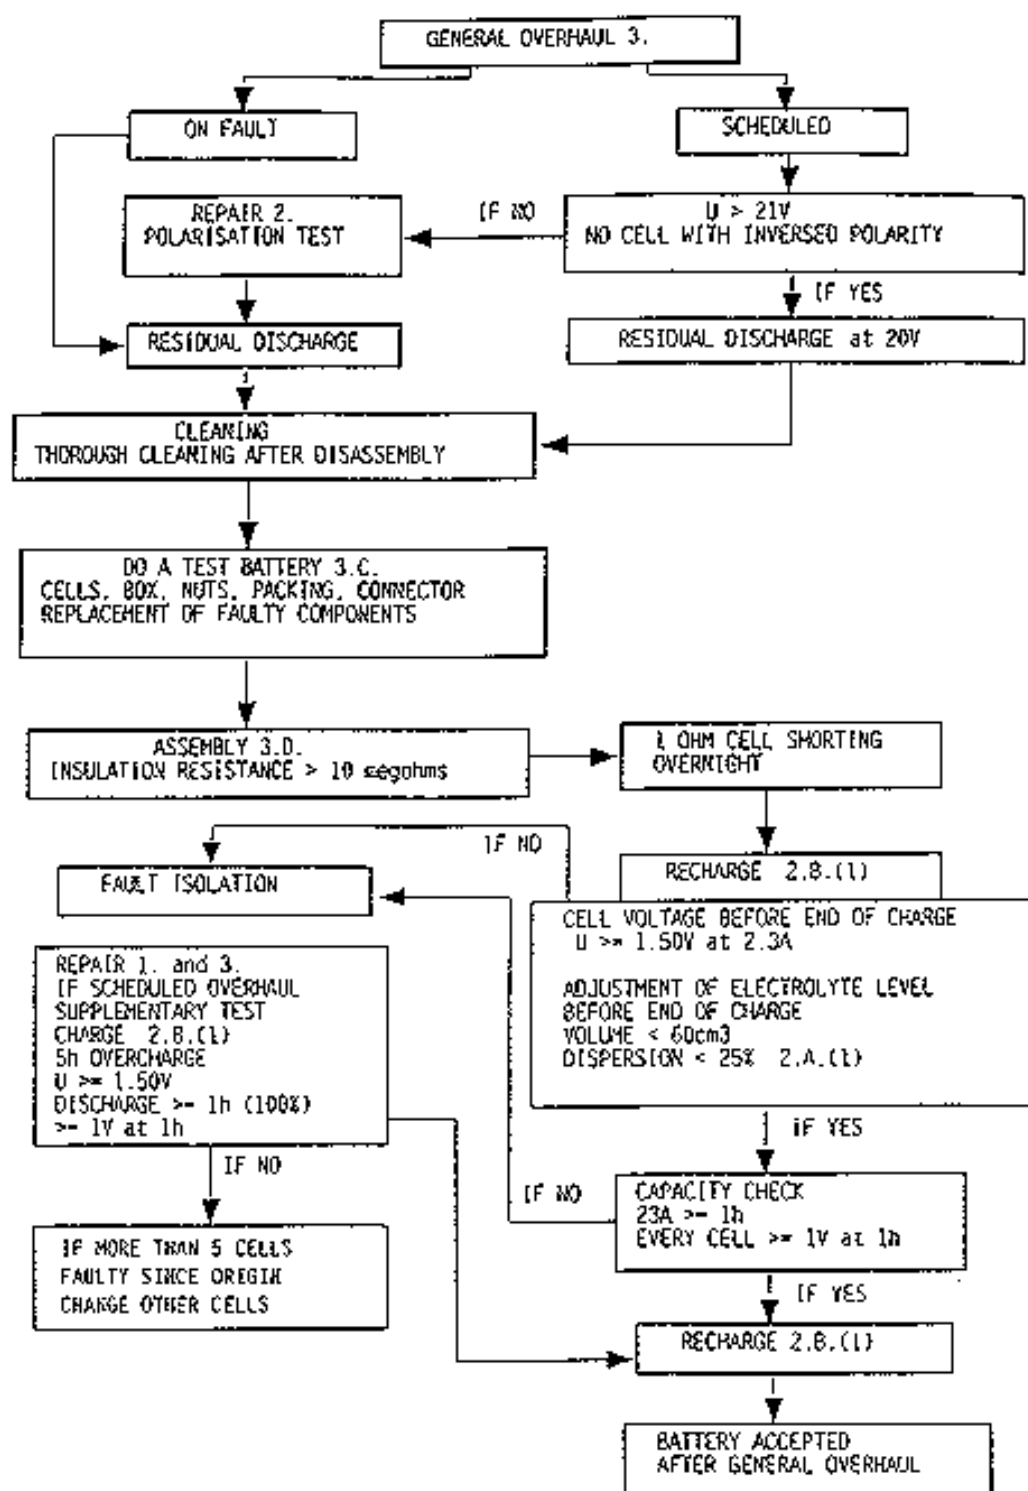 GENERAL OVERHAUL 3.
ON FAULT
SCHEDULED
REPAIR 2.
POLARISATION TEST
IF NO
U > 21V
NO CELL WITH INVERSED POLARITY
IF YES
RESIDUAL DISCHARGE
RESIDUAL DISCHARGE at 20V
CLEANING
THOROUGH CLEANING AFTER DISASSEMBLY
DO A TEST BATTERY 3.C.
CELLS, BOX, NUTS, PACKING, CONNECTOR
REPLACEMENT OF FAULTY COMPONENTS
ASSEMBLY 3.D.
INSULATION RESISTANCE > 10 megohms
1 OHM CELL SHORTING
OVERNIGHT
IF NO
FAULT ISOLATION
RECHARGE 2.B.(1)
CELL VOLTAGE BEFORE END OF CHARGE
U >= 1.50V at 2.3A
ADJUSTMENT OF ELECTROLYTE LEVEL
BEFORE END OF CHARGE
VOLUME < 60cm3
DISPERSION < 25% 2.A.(1)
REPAIR 1. and 3.
IF SCHEDULED OVERHAUL
SUPPLEMENTARY TEST
CHARGE 2.B.(1)
5h OVERCHARGE
U >= 1.50V
DISCHARGE >= 1h (100%)
>= 1V at 1h
IF NO
iF YES
IF NO
CAPACITY CHECK
23A >= 1h
EVERY CELL >= 1V at 1h
IF MORE THAN 5 CELLS
FAULTY SINCE ORIGIN
CHANGE OTHER CELLS
IF YES
RECHARGE 2.B.(1)
BATTERY ACCEPTED
AFTER GENERAL OVERHAUL